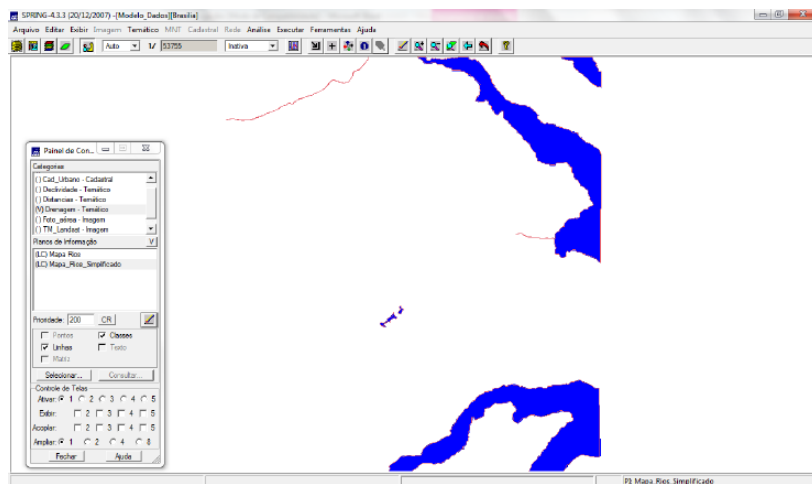 SPRING-4.3.3 (20/12/2007) -[Modelo_Dados][Brasilia]
Arquivo Editar Exibir Imagem Temático MNT Cadastral Rede Análise Executar Ferramentas Ajuda
Auto 1/ 53755 Inativa
Painel de Con...
Categorias
( ) Cad_Urbano - Cadastral
( ) Declividade - Temático
( ) Distancias - Temático
(V) Drenagem - Temático
( ) Foto_aérea - Imagem
( ) TM_Landast - Imagem
Planos de Informação V
(LC) Mapa Rios
(LC) Mapa_Rios_Simplificado
Prioridade: 200 CR
Pontos Classes
Linhas Texto
Matriz
Selecionar... Consultar...
Controle de Telas
Ativar: 1 2 3 4 5
Exibir: 2 3 4 5
Acoplar: 2 3 4 5
Ampliar: 1 2 4 8
Fechar Ajuda
PI: Mapa_Rios_Simplificado